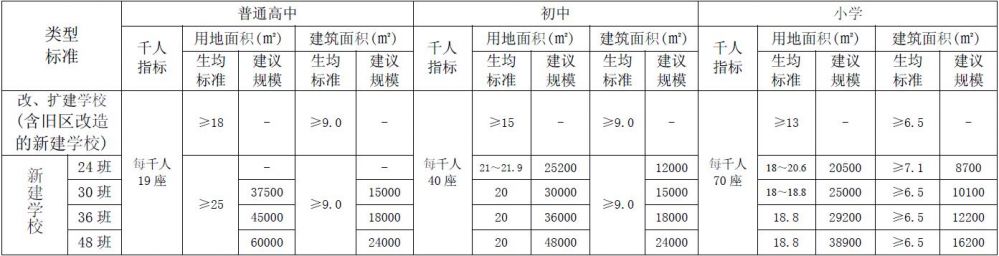 类型 标准 普通高中 初中 小学
千人指标 用地面积(㎡) 建筑面积(㎡) 千人指标 用地面积(㎡) 建筑面积(㎡) 千人指标 用地面积(㎡) 建筑面积(㎡)
生均标准 建议规模 生均标准 建议规模 生均标准 建议规模 生均标准 建议规模 生均标准 建议规模 生均标准 建议规模
改、扩建学校(含旧区改造的新建学校) 每千人19座 ≥18 - ≥9.0 - 每千人40座 ≥15 - ≥9.0 - 每千人70座 ≥13 - ≥6.5 -
新建学校 24班 ≥25 - ≥9.0 - 21~21.9 25200 ≥9.0 12000 18~20.6 20500 ≥7.1 8700
30班 37500 15000 20 30000 15000 18~18.8 25000 ≥6.5 10100
36班 45000 18000 20 36000 18000 18.8 29200 ≥6.5 12200
48班 60000 24000 20 48000 24000 18.8 38900 ≥6.5 16200